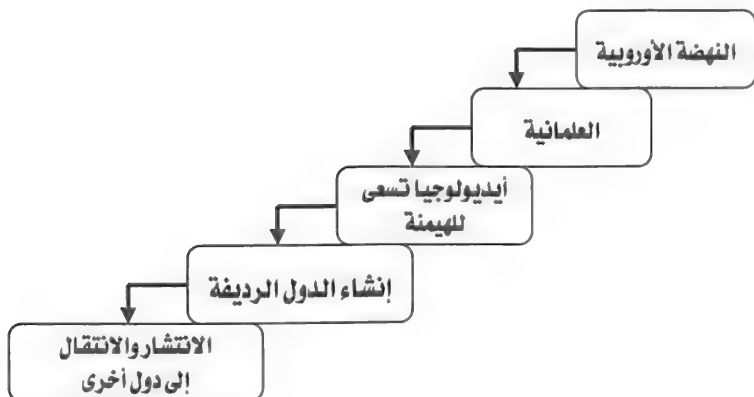 النهضة الأوروبية
العلمانية
أيديولوجيا تسعى
للهيمنة
إنشاء الدول الرديفة
الانتشار والانتقال
إلى دول أخرى